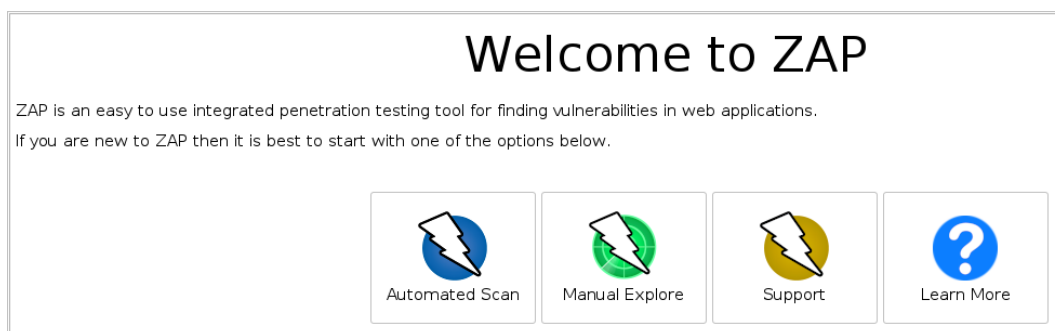 Welcome to ZAP
ZAP is an easy to use integrated penetration testing tool for finding vulnerabilities in web applications.
If you are new to ZAP then it is best to start with one of the options below.
Automated Scan
Manual Explore
Support
Learn More